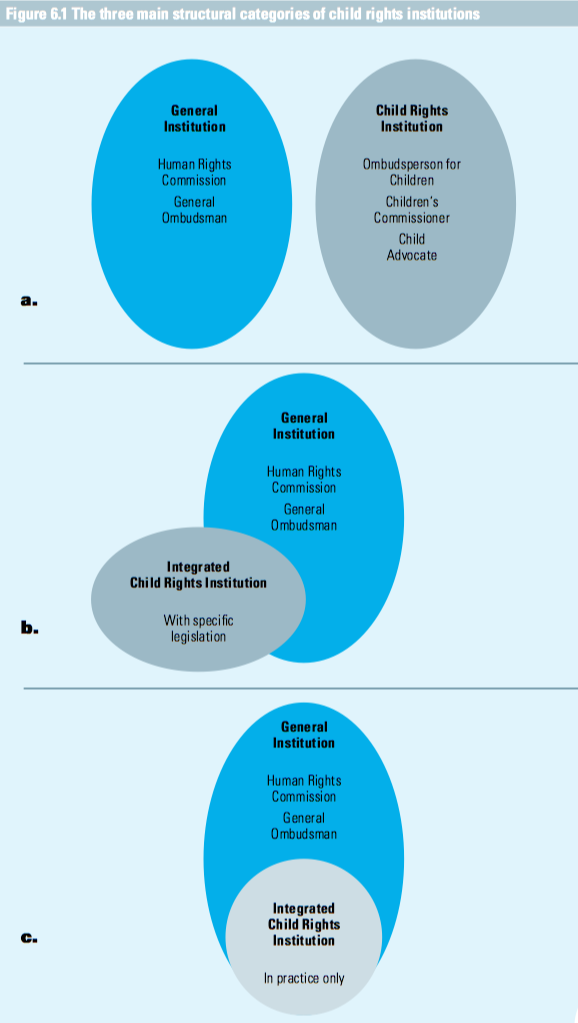 Figure 6.1 The three main structural categories of child rights institutions
General
Institution
Human Rights
Commission
General
Ombudsman
Child Rights
Institution
Ombudsperson for
Children
Children's
Commissioner
Child
Advocate
a.
General
Institution
Human Rights
Commission
General
Ombudsman
Integrated
Child Rights Institution
With specific
legislation
b.
General
Institution
Human Rights
Commission
General
Ombudsman
Integrated
Child Rights
Institution
In practice only
c.